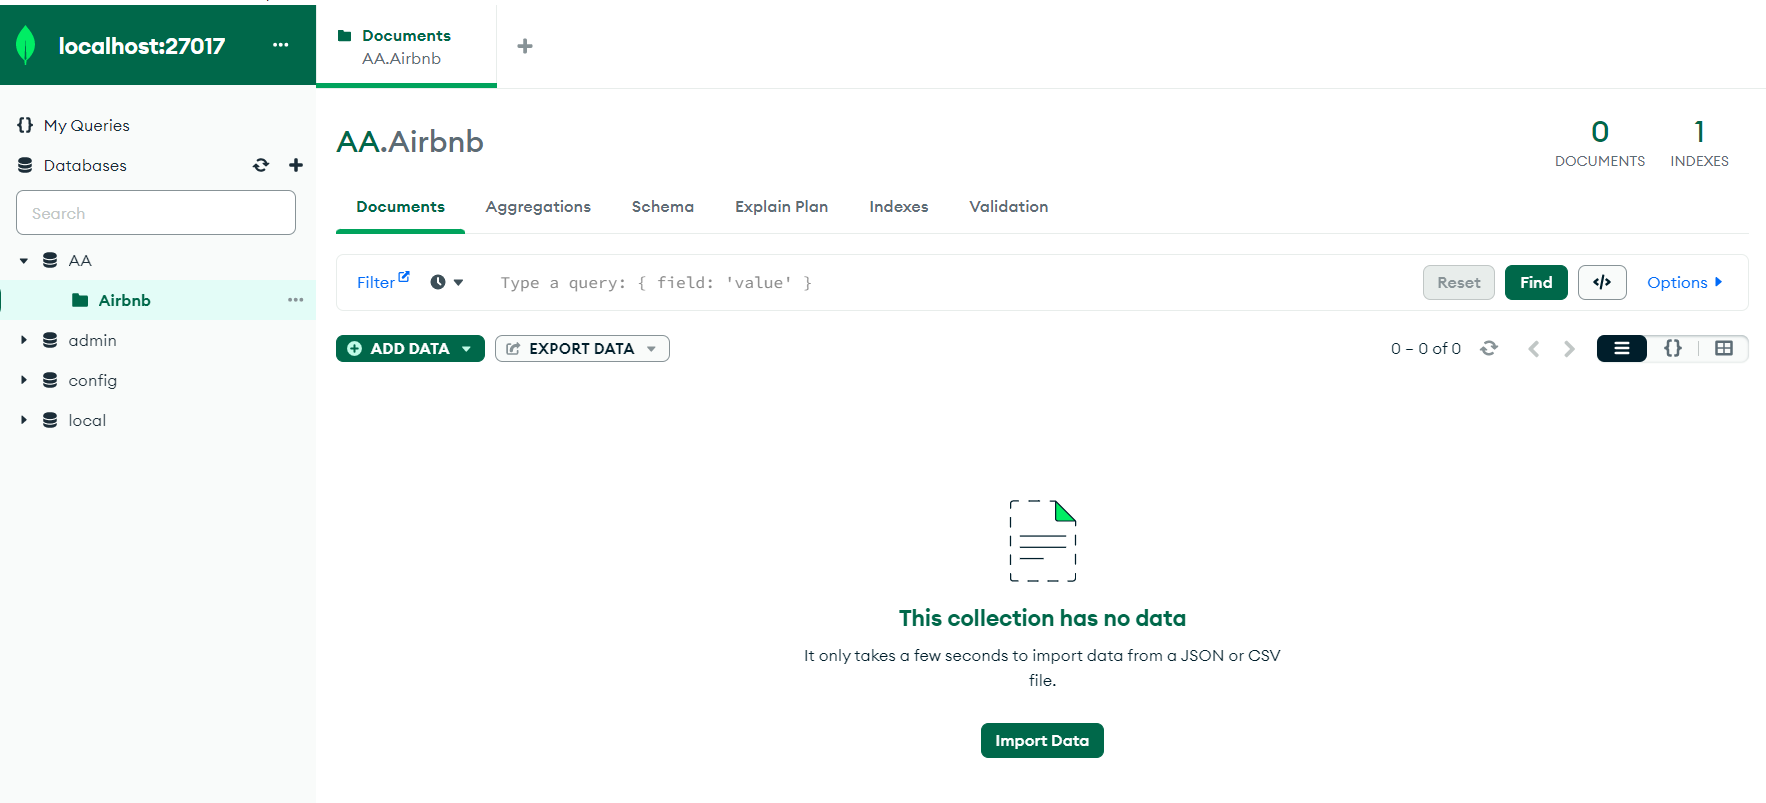 localhost:27017
Documents
AA.Airbnb
My Queries
Databases
Search
AA
Airbnb
admin
config
local
AA.Airbnb
0
DOCUMENTS
1
INDEXES
Documents Aggregations Schema Explain Plan Indexes Validation
Filter Type a query: { field: 'value' } Reset Find </> Options
ADD DATA EXPORT DATA 0 – 0 of 0 {}
This collection has no data
It only takes a few seconds to import data from a JSON or CSV
file.
Import Data